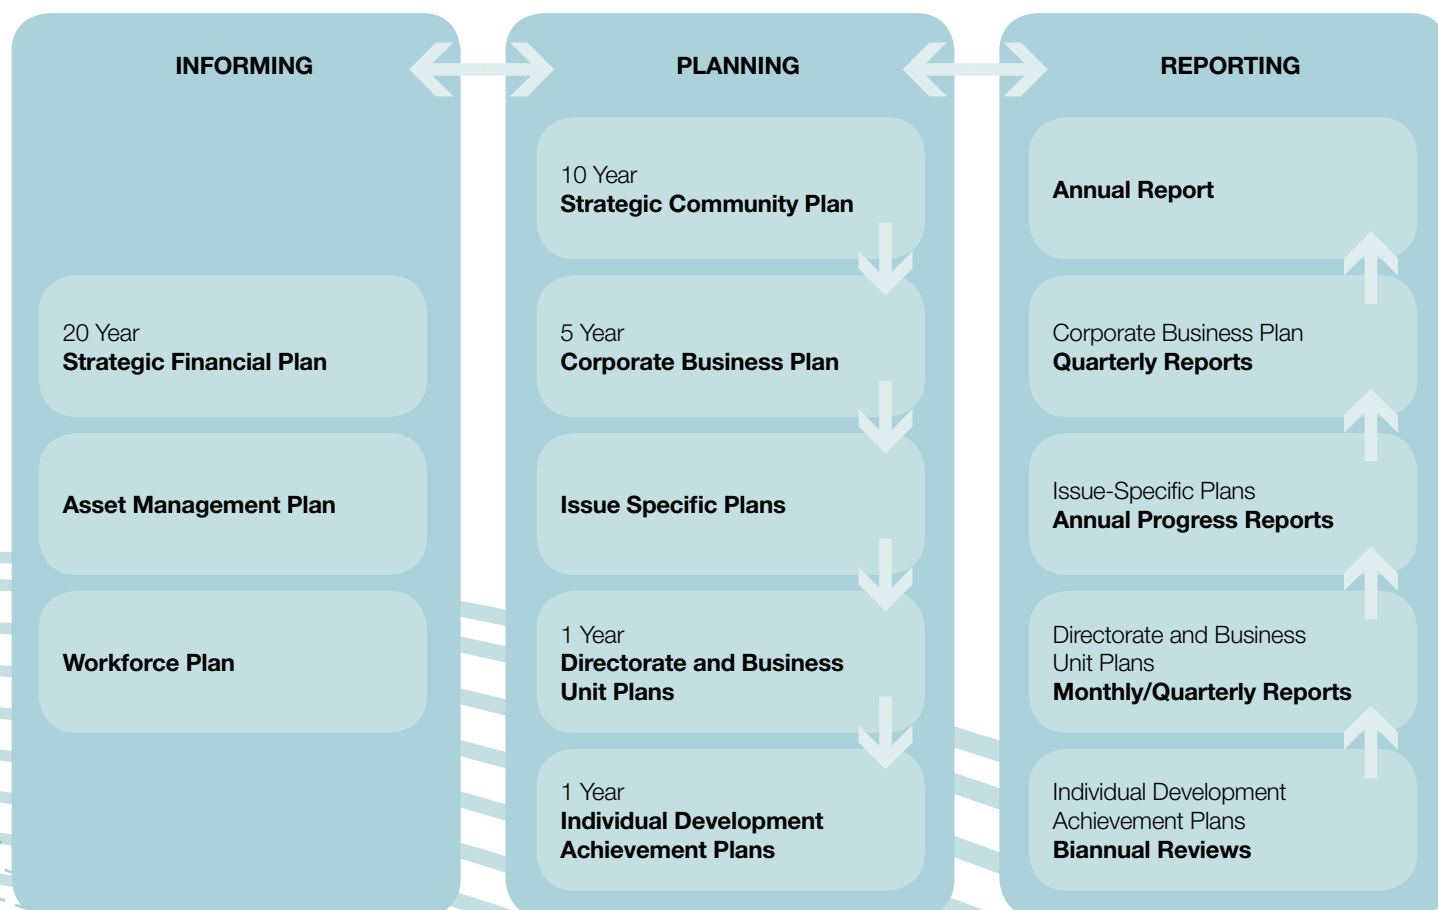 INFORMING
20 Year
Strategic Financial Plan
Asset Management Plan
Workforce Plan
PLANNING
10 Year
Strategic Community Plan
5 Year
Corporate Business Plan
Issue Specific Plans
1 Year
Directorate and Business
Unit Plans
1 Year
Individual Development
Achievement Plans
REPORTING
Annual Report
Corporate Business Plan
Quarterly Reports
Issue-Specific Plans
Annual Progress Reports
Directorate and Business
Unit Plans
Monthly/Quarterly Reports
Individual Development
Achievement Plans
Biannual Reviews